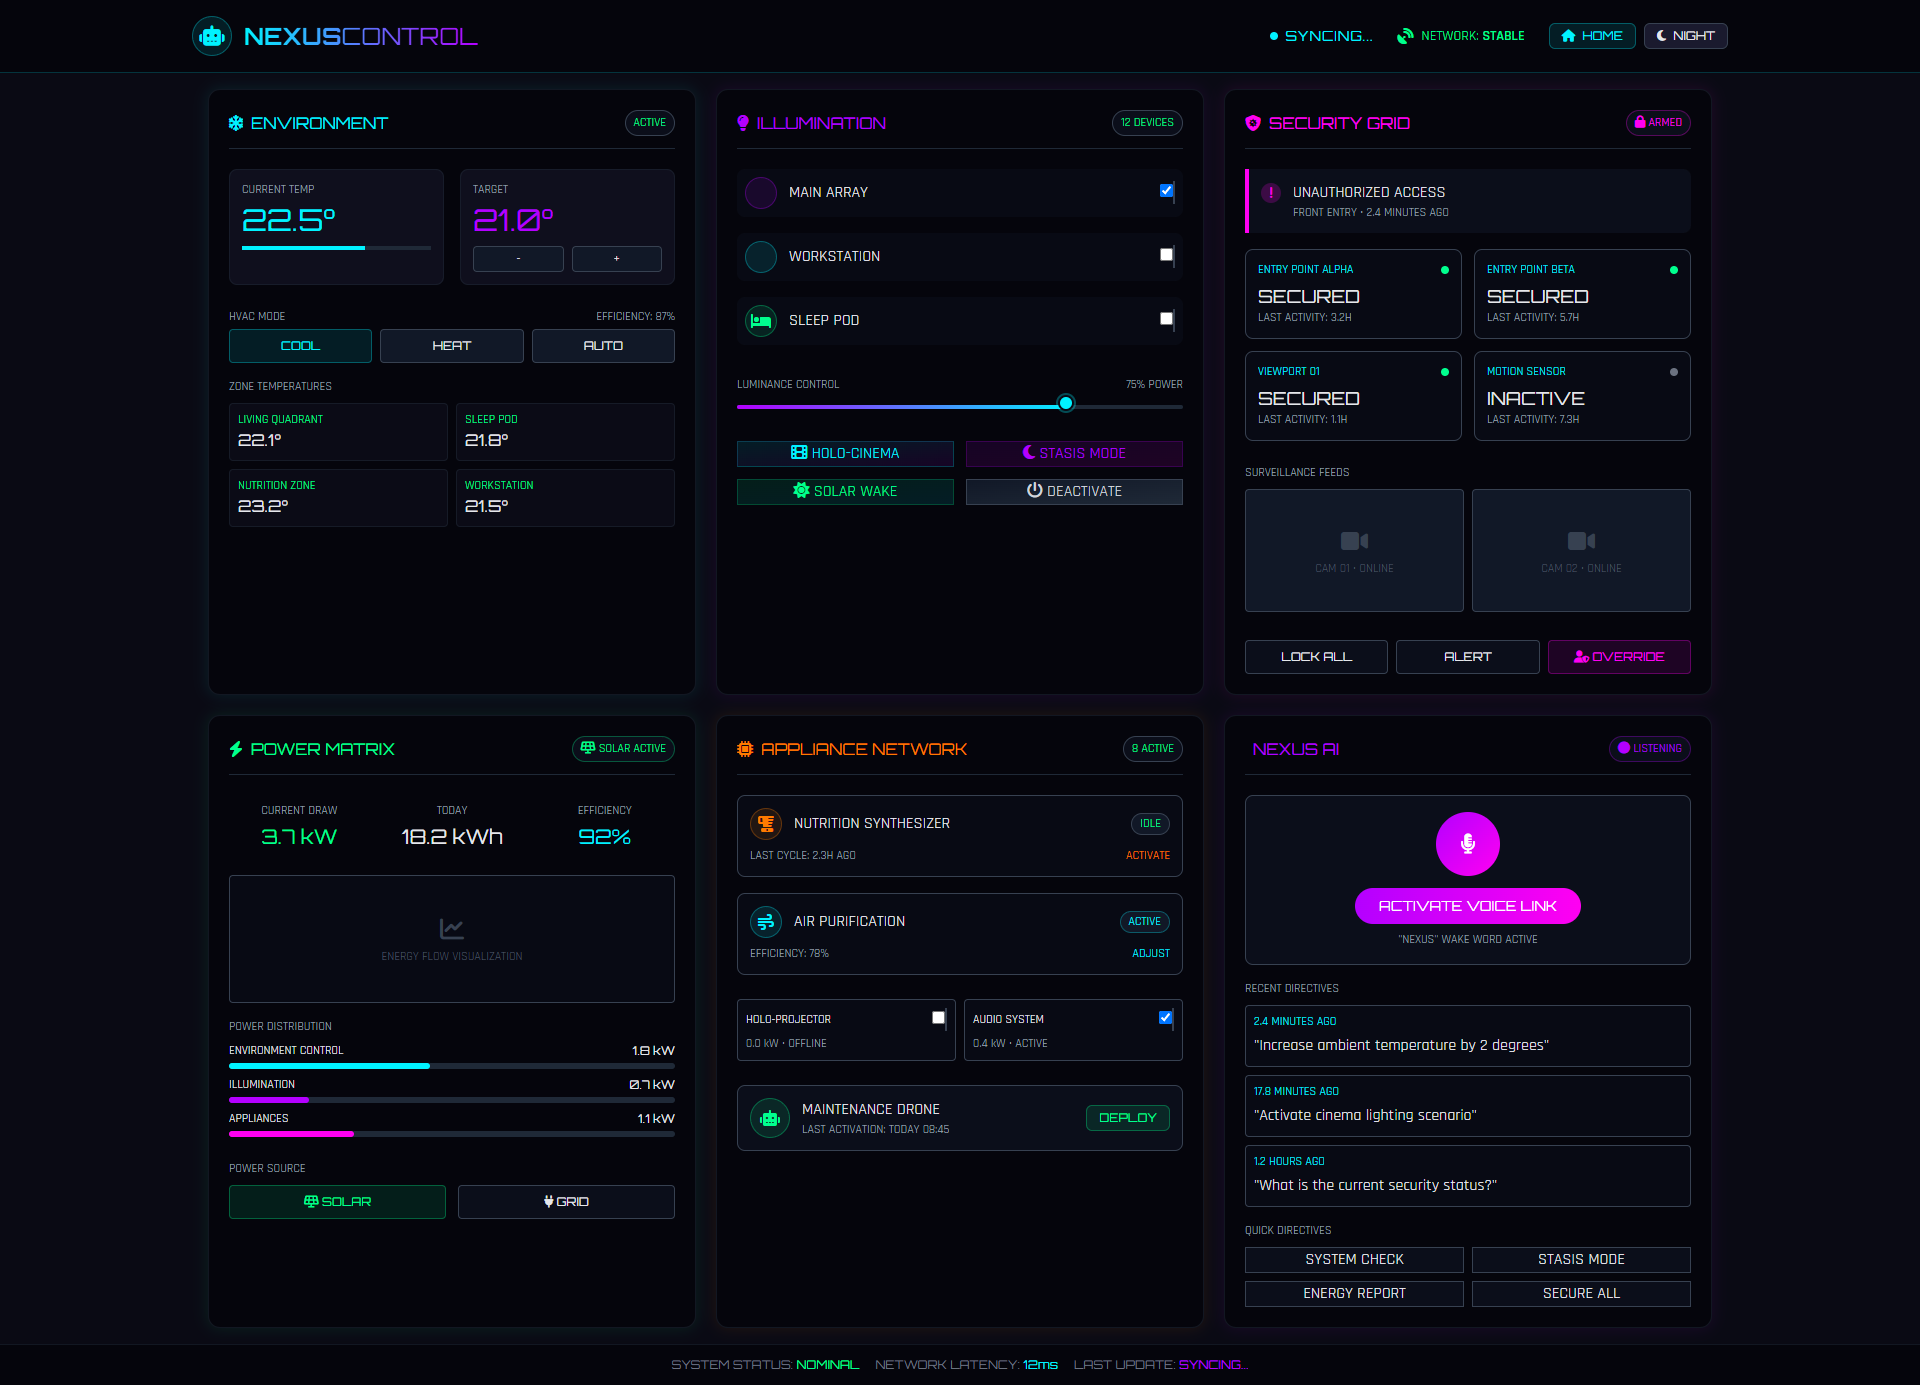 NEXUSCONTROL
SYNCING...
NETWORK: STABLE
HOME
NIGHT
ENVIRONMENT
ACTIVE
CURRENT TEMP
22.5°
TARGET
21.0°
-
+
HVAC MODE
EFFICIENCY: 87%
COOL
HEAT
AUTO
ZONE TEMPERATURES
LIVING QUADRANT
22.1°
SLEEP POD
21.8°
NUTRITION ZONE
23.2°
WORKSTATION
21.5°
ILLUMINATION
12 DEVICES
MAIN ARRAY
WORKSTATION
SLEEP POD
LUMINANCE CONTROL
75% POWER
HOLO-CINEMA
STASIS MODE
SOLAR WAKE
DEACTIVATE
SECURITY GRID
ARMED
UNAUTHORIZED ACCESS
FRONT ENTRY • 2.4 MINUTES AGO
ENTRY POINT ALPHA
SECURED
LAST ACTIVITY: 3.2H
ENTRY POINT BETA
SECURED
LAST ACTIVITY: 5.7H
VIEWPORT 01
SECURED
LAST ACTIVITY: 1.1H
MOTION SENSOR
INACTIVE
LAST ACTIVITY: 7.3H
SURVEILLANCE FEEDS
CAM 01 • ONLINE
CAM 02 • ONLINE
LOCK ALL
ALERT
OVERRIDE
POWER MATRIX
SOLAR ACTIVE
CURRENT DRAW
3.7 kW
TODAY
18.2 kWh
EFFICIENCY
92%
ENERGY FLOW VISUALIZATION
POWER DISTRIBUTION
ENVIRONMENT CONTROL
1.8 kW
ILLUMINATION
0.7 kW
APPLIANCES
1.1 kW
POWER SOURCE
SOLAR
GRID
APPLIANCE NETWORK
8 ACTIVE
NUTRITION SYNTHESIZER
IDLE
LAST CYCLE: 2.3H AGO
ACTIVATE
AIR PURIFICATION
ACTIVE
EFFICIENCY: 78%
ADJUST
HOLO-PROJECTOR
0.0 kW • OFFLINE
AUDIO SYSTEM
0.4 kW • ACTIVE
MAINTENANCE DRONE
LAST ACTIVATION: TODAY 08:45
DEPLOY
NEXUS AI
LISTENING
ACTIVATE VOICE LINK
"NEXUS" WAKE WORD ACTIVE
RECENT DIRECTIVES
2.4 MINUTES AGO
"Increase ambient temperature by 2 degrees"
17.8 MINUTES AGO
"Activate cinema lighting scenario"
1.2 HOURS AGO
"What is the current security status?"
QUICK DIRECTIVES
SYSTEM CHECK
STASIS MODE
ENERGY REPORT
SECURE ALL
SYSTEM STATUS: NOMINAL
NETWORK LATENCY: 12ms
LAST UPDATE: SYNCING...